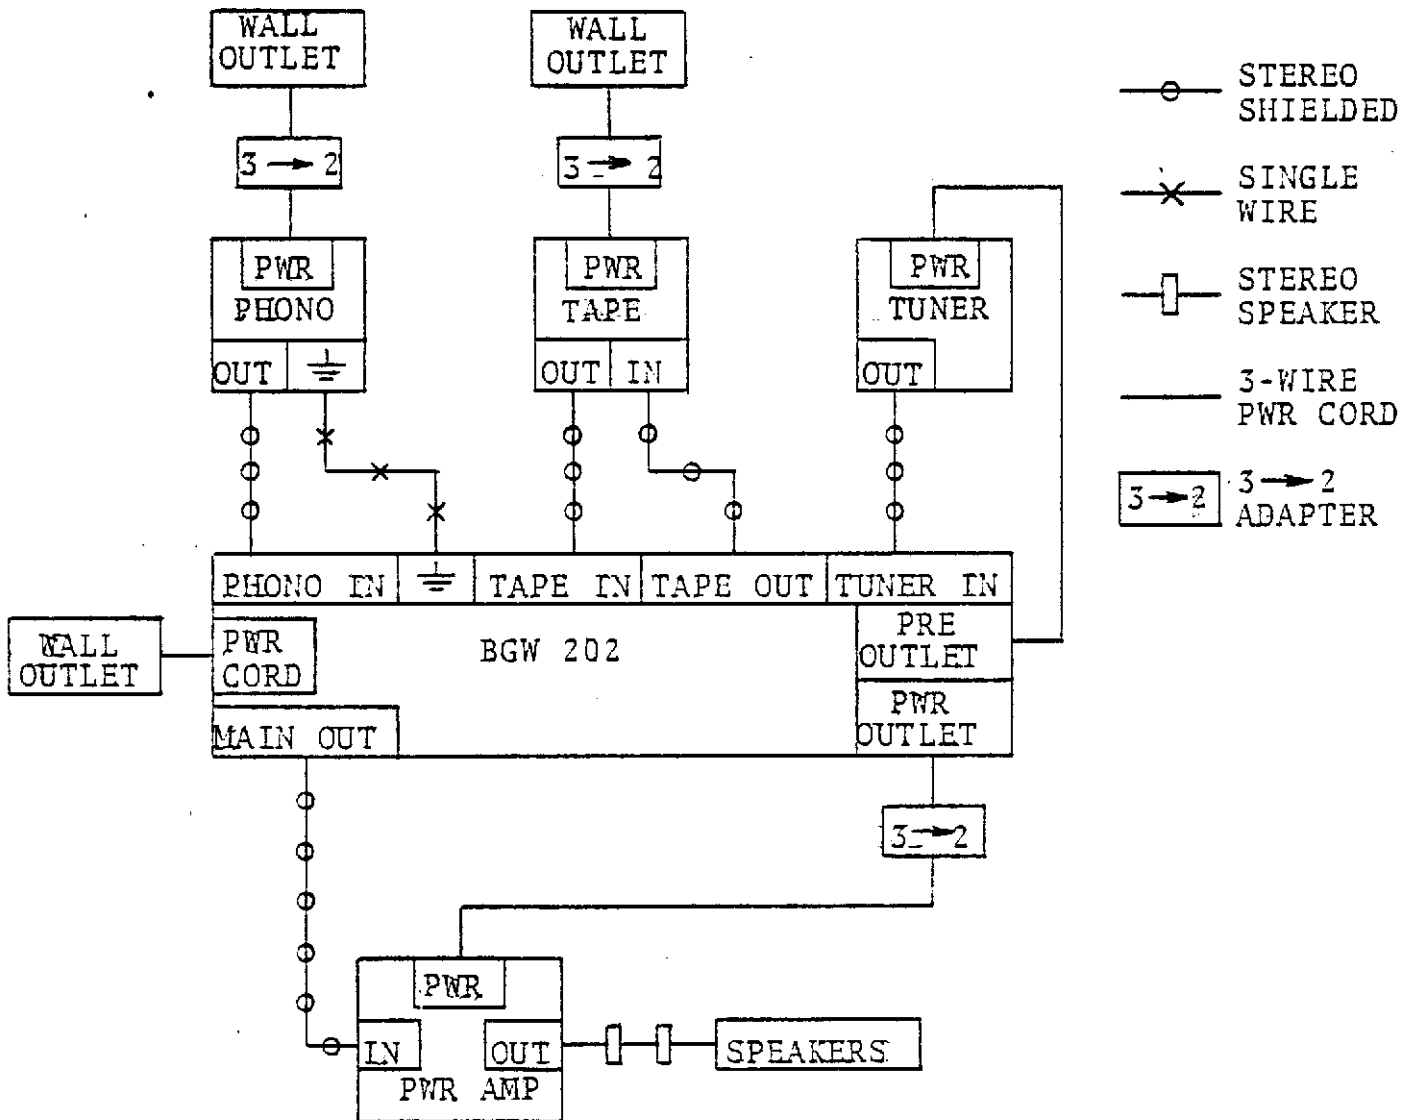 WALL
OUTLET
WALL
OUTLET
STEREO
SHIELDED
3 → 2
3 → 2
SINGLE
WIRE
PWR
PHONO
OUT
PWR
TAPE
OUT IN
PWR
TUNER
OUT
STEREO
SPEAKER
3-WIRE
PWR CORD
3 → 2
3 → 2
ADAPTER
PHONO IN
TAPE IN
TAPE OUT
TUNER IN
WALL
OUTLET
PWR
CORD
BGW 202
PRE
OUTLET
MAIN OUT
PWR
OUTLET
3 → 2
PWR
IN
OUT
PWR AMP
SPEAKERS